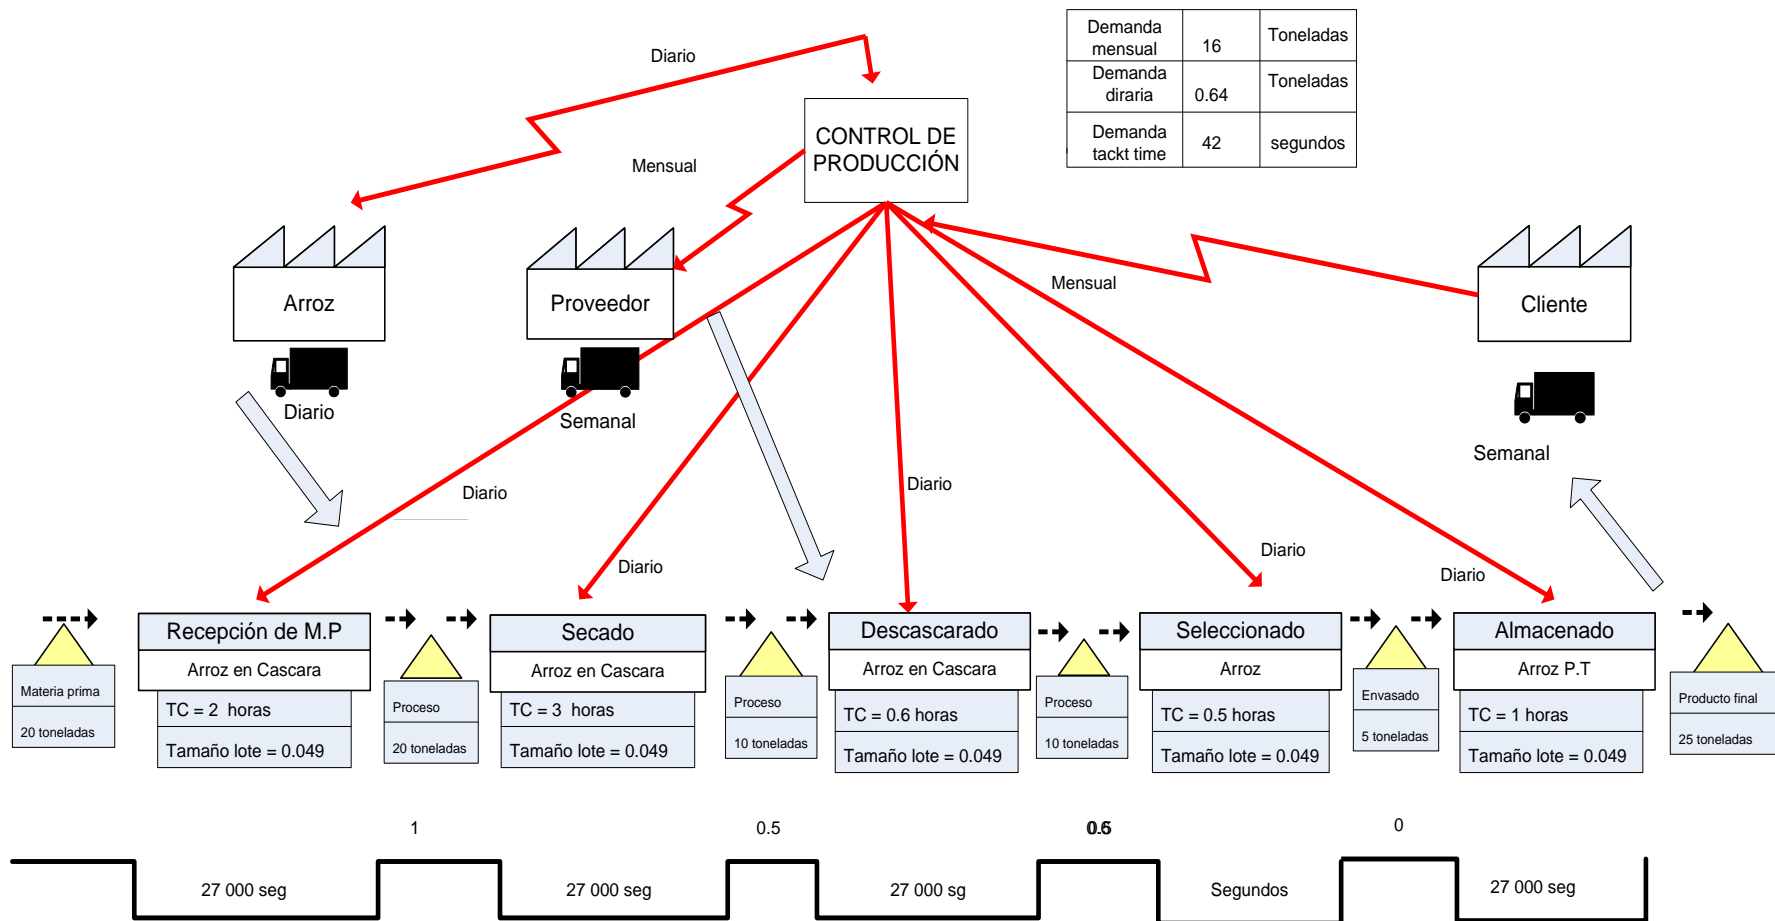 Diario
Demanda
mensual
16
Toneladas
Demanda
diraria
0.64
Toneladas
Demanda
tackt time
42
segundos
CONTROL DE
PRODUCCIÓN
Mensual
Mensual
Arroz
Proveedor
Cliente
Diario
Semanal
Semanal
Diario
Diario
Diario
Diario
Diario
Materia prima
20 toneladas
Recepción de M.P
Arroz en Cascara
TC = 2 horas
Tamaño lote = 0.049
Proceso
20 toneladas
Secado
Arroz en Cascara
TC = 3 horas
Tamaño lote = 0.049
Proceso
10 toneladas
Descascarado
Arroz en Cascara
TC = 0.6 horas
Tamaño lote = 0.049
Proceso
10 toneladas
Seleccionado
Arroz
TC = 0.5 horas
Tamaño lote = 0.049
Envasado
5 toneladas
Almacenado
Arroz P.T
TC = 1 horas
Tamaño lote = 0.049
Producto final
25 toneladas
1
0.5
0
27 000 seg
27 000 seg
27 000 sg
Segundos
27 000 seg